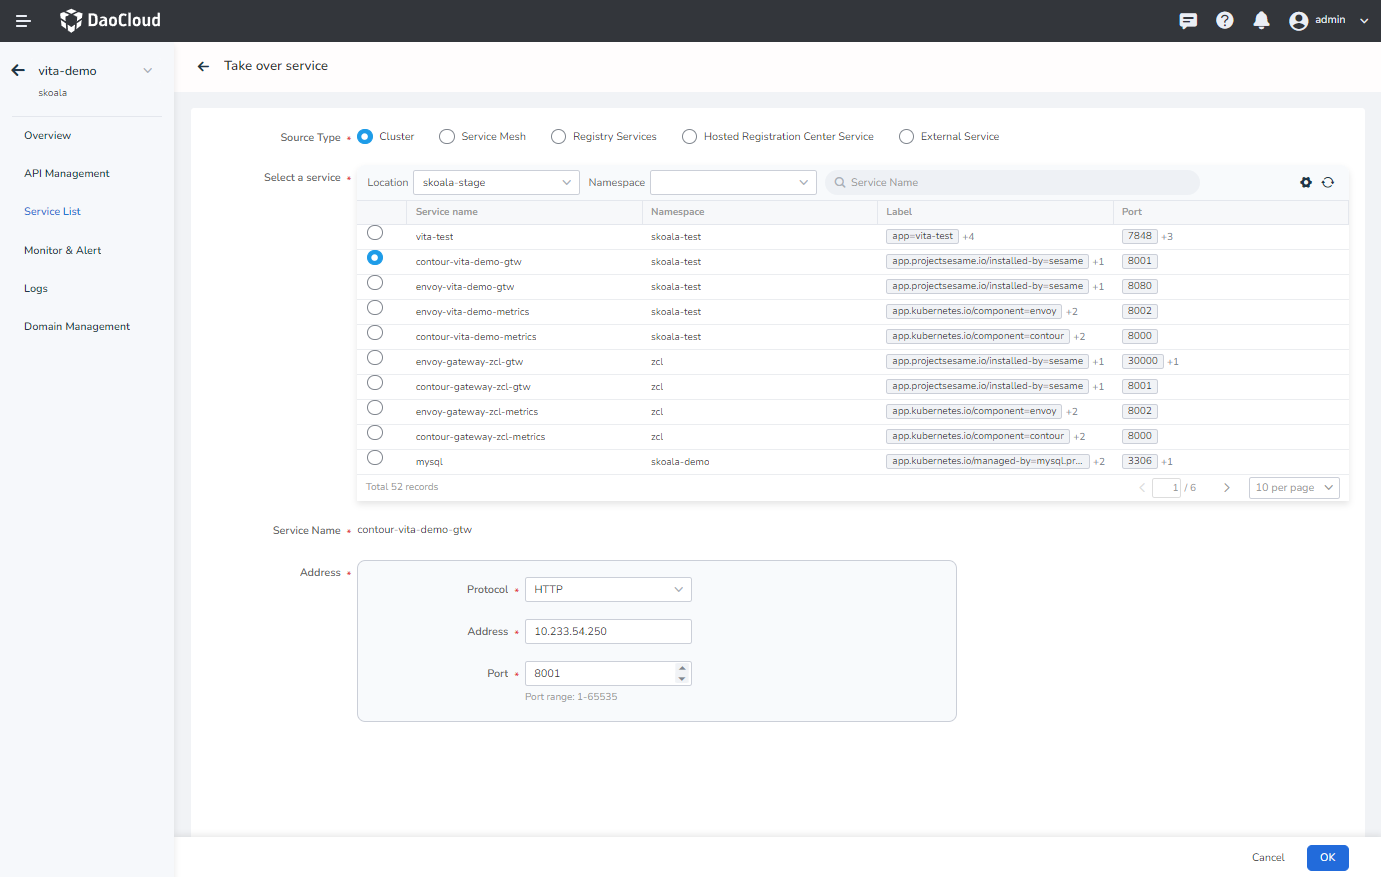 DaoCloud
admin
vita-demo
skoala
Overview
API Management
Service List
Monitor & Alert
Logs
Domain Management
Take over service
Source Type * Cluster Service Mesh Registry Services Hosted Registration Center Service External Service
Select a service * Location skoala-stage Namespace Service Name
Service name Namespace Label Port
vita-test skoala-test app=vita-test +4 7848 +3
contour-vita-demo-gtw skoala-test app.projectsesame.io/installed-by=sesame +1 8001
envoy-vita-demo-gtw skoala-test app.projectsesame.io/installed-by=sesame +1 8080
envoy-vita-demo-metrics skoala-test app.kubernetes.io/component=envoy +2 8002
contour-vita-demo-metrics skoala-test app.kubernetes.io/component=contour +2 8000
envoy-gateway-zcl-gtw zcl app.projectsesame.io/installed-by=sesame +1 30000 +1
contour-gateway-zcl-gtw zcl app.projectsesame.io/installed-by=sesame +1 8001
envoy-gateway-zcl-metrics zcl app.kubernetes.io/component=envoy +2 8002
contour-gateway-zcl-metrics zcl app.kubernetes.io/component=contour +2 8000
mysql skoala-demo app.kubernetes.io/managed-by=mysql.pr... +2 3306 +1
Total 52 records 1 / 6 10 per page
Service Name * contour-vita-demo-gtw
Address *
Protocol * HTTP
Address * 10.233.54.250
Port * 8001
Port range: 1-65535
Cancel OK